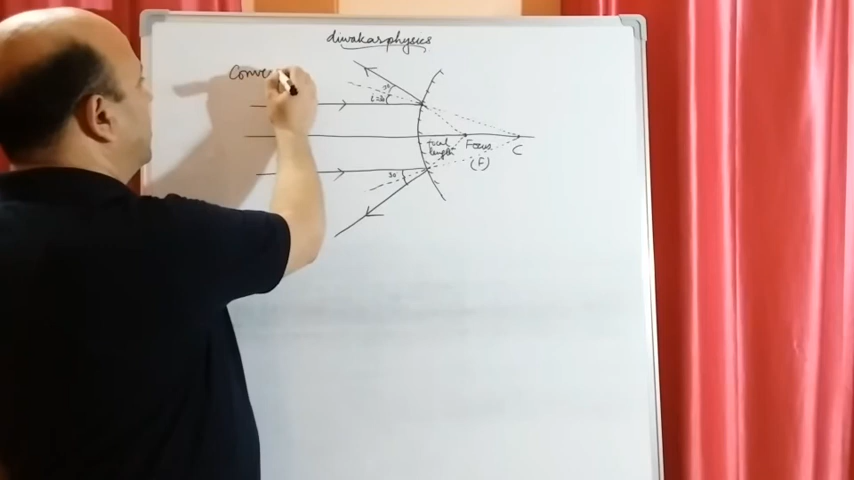 diwakarphysics
Conve
30
i=30
focal
length
Focus
(F)
C
30